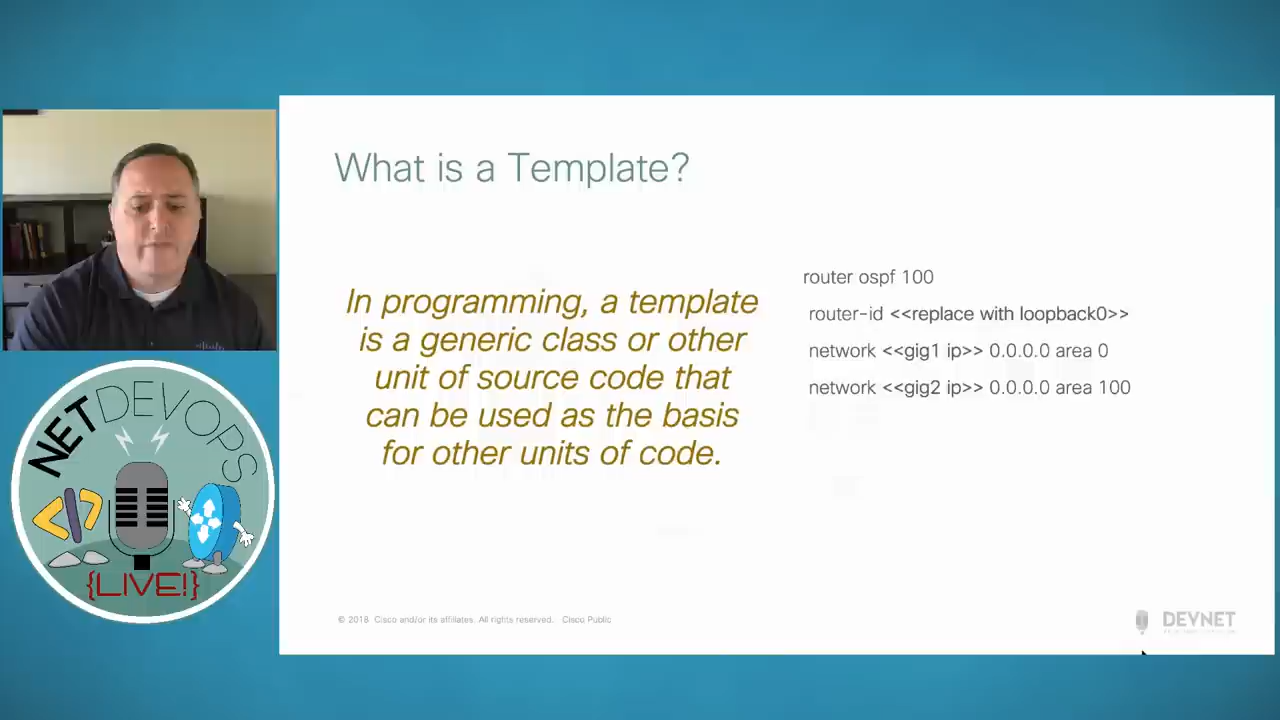 What is a Template?
In programming, a template
is a generic class or other
unit of source code that
can be used as the basis
for other units of code.
router ospf 100
router-id <<replace with loopback0>>
network <<gig1 ip>> 0.0.0.0 area 0
network <<gig2 ip>> 0.0.0.0 area 100
NETDEVOPS
</>
{LIVE!}
© 2018 Cisco and/or its affiliates. All rights reserved. Cisco Public
DEVNET